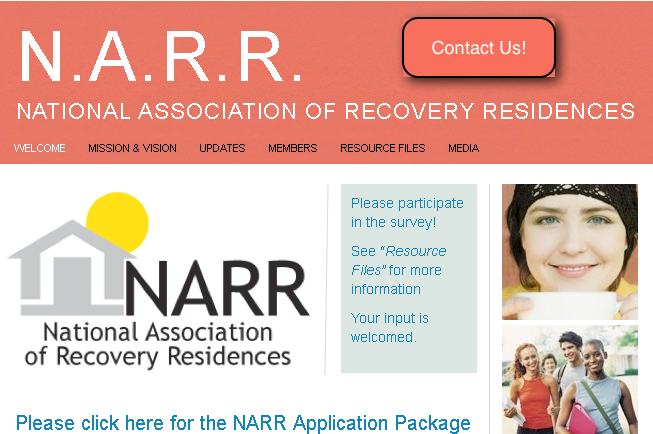 N.A.R.R.
Contact Us!
NATIONAL ASSOCIATION OF RECOVERY RESIDENCES
WELCOME MISSION & VISION UPDATES MEMBERS RESOURCE FILES MEDIA
NARR
National Association
of Recovery Residences
Please participate
in the survey!
See “Resource
Files” for more
information
Your input is
welcomed.
Please click here for the NARR Application Package